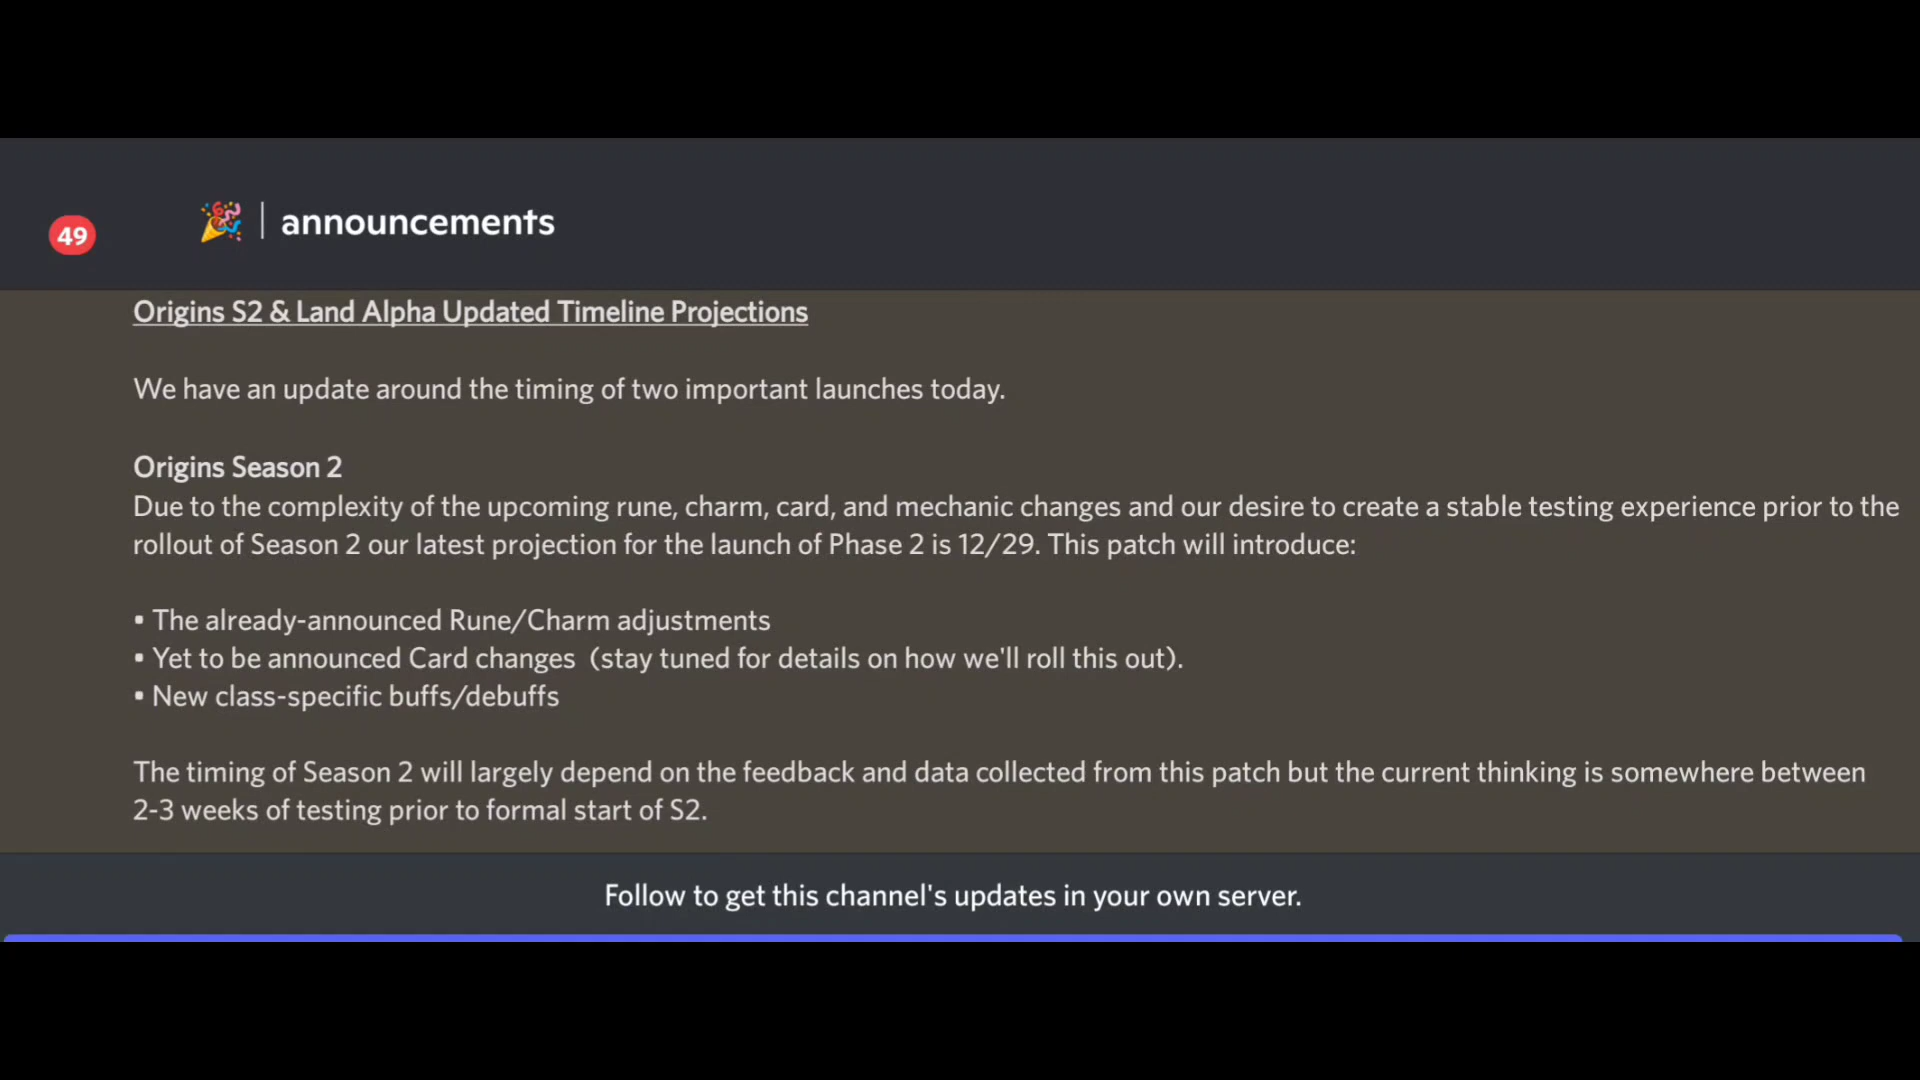 49
announcements
Origins S2 & Land Alpha Updated Timeline Projections
We have an update around the timing of two important launches today.
Origins Season 2
Due to the complexity of the upcoming rune, charm, card, and mechanic changes and our desire to create a stable testing experience prior to the
rollout of Season 2 our latest projection for the launch of Phase 2 is 12/29. This patch will introduce:
• The already-announced Rune/Charm adjustments
• Yet to be announced Card changes  (stay tuned for details on how we'll roll this out).
• New class-specific buffs/debuffs
The timing of Season 2 will largely depend on the feedback and data collected from this patch but the current thinking is somewhere between
2-3 weeks of testing prior to formal start of S2.
Follow to get this channel's updates in your own server.